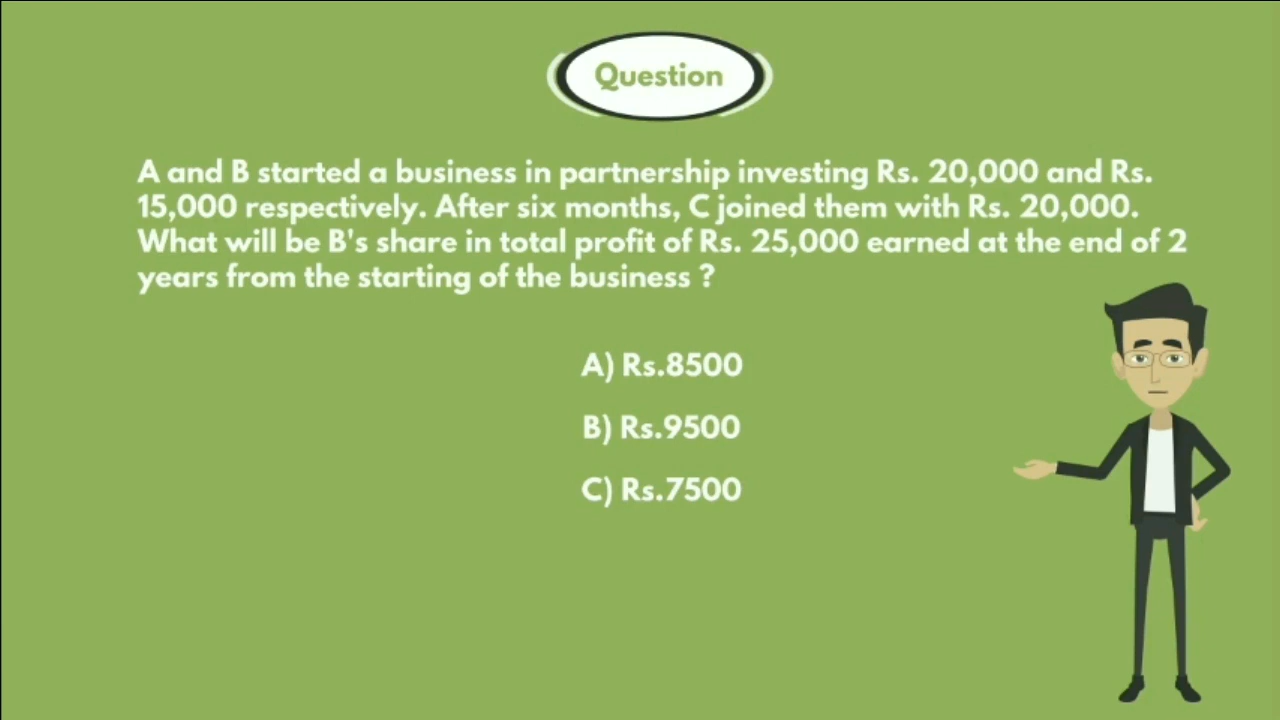 Question
A and B started a business in partnership investing Rs. 20,000 and Rs.
15,000 respectively. After six months, C joined them with Rs. 20,000.
What will be B's share in total profit of Rs. 25,000 earned at the end of 2
years from the starting of the business ?
A) Rs.8500
B) Rs.9500
C) Rs.7500